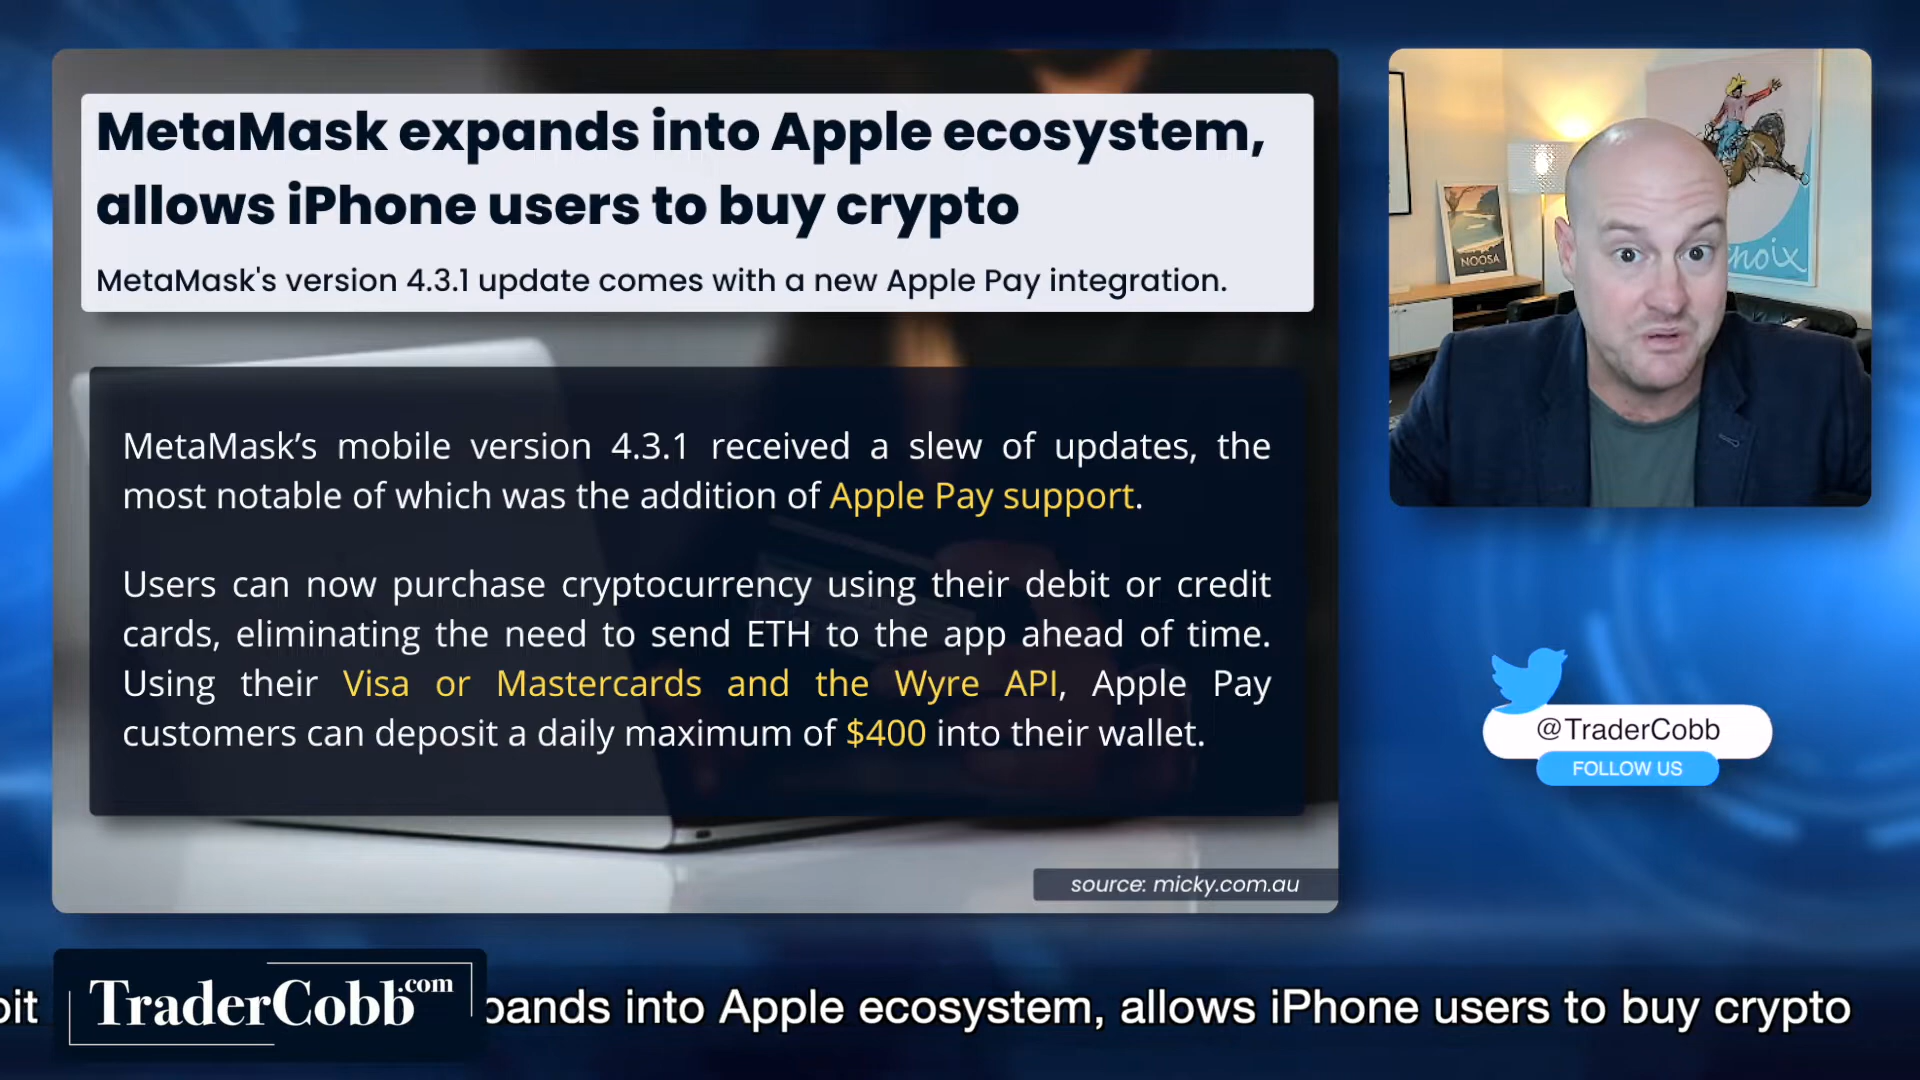 MetaMask expands into Apple ecosystem,
allows iPhone users to buy crypto
MetaMask's version 4.3.1 update comes with a new Apple Pay integration.
MetaMask’s mobile version 4.3.1 received a slew of updates, the
most notable of which was the addition of Apple Pay support.
Users can now purchase cryptocurrency using their debit or credit
cards, eliminating the need to send ETH to the app ahead of time.
Using their Visa or Mastercards and the Wyre API, Apple Pay
customers can deposit a daily maximum of $400 into their wallet.
source: micky.com.au
NOOSA
noix
@TraderCobb
FOLLOW US
TraderCobb.com
oit pands into Apple ecosystem, allows iPhone users to buy crypto